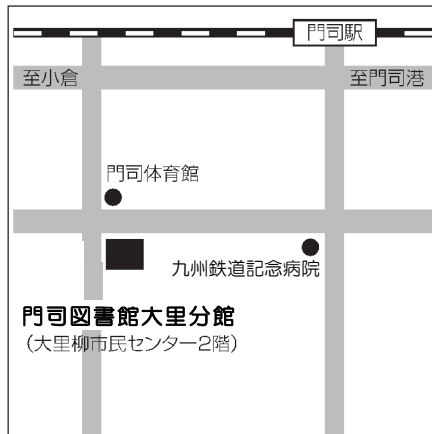 門司駅
至小倉
至門司港
門司体育館
九州鉄道記念病院
門司図書館大里分館
(大里柳市民センター2階)